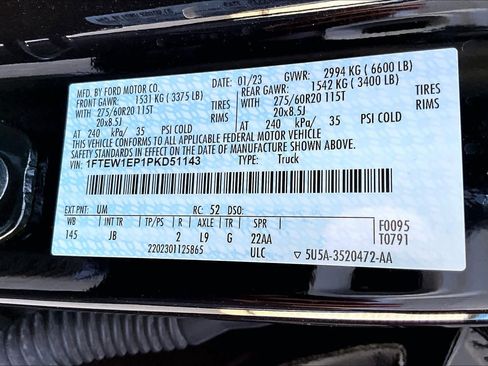 MFD. BY FORD MOTOR CO. 01/23 GVWR: 2994 KG ( 6600 LB)
FRONT GAWR: 1531 KG ( 3375 LB) REAR GAWR: 1542 KG ( 3400 LB)
WITH 275/60R20 115T TIRES WITH 275/60R20 115T TIRES
20x8.5J RIMS 20x8.5J RIMS
AT 240 kPa/ 35 PSI COLD AT 240 kPa/ 35 PSI COLD
THIS VEHICLE CONFORMS TO ALL APPLICABLE FEDERAL MOTOR VEHICLE
SAFETY AND THEFT PREVENTION STANDARDS IN EFFECT ON THE DATE OF MANUFACTURE SHOWN ABOVE.
VIN: 1FTEW1EP1PKD51143 TYPE: Truck
EXT PNT: UM RC: 52 DSO:
WB INT TR TP/PS R AXLE TR SPR F0095
145 JB 2 L9 G 22AA T0791
2202301125865 ULC 5U5A-3520472-AA